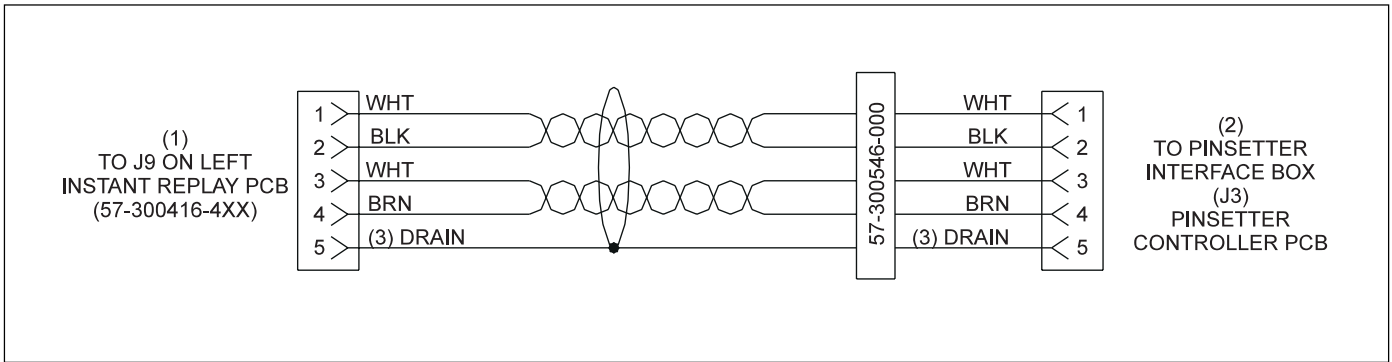 (1)
TO J9 ON LEFT
INSTANT REPLAY PCB
(57-300416-4XX)
1 WHT
2 BLK
3 WHT
4 BRN
5 (3) DRAIN
57-300546-000
WHT 1
BLK 2
WHT 3
BRN 4
(3) DRAIN 5
(2)
TO PINSETTER
INTERFACE BOX
(J3)
PINSETTER
CONTROLLER PCB